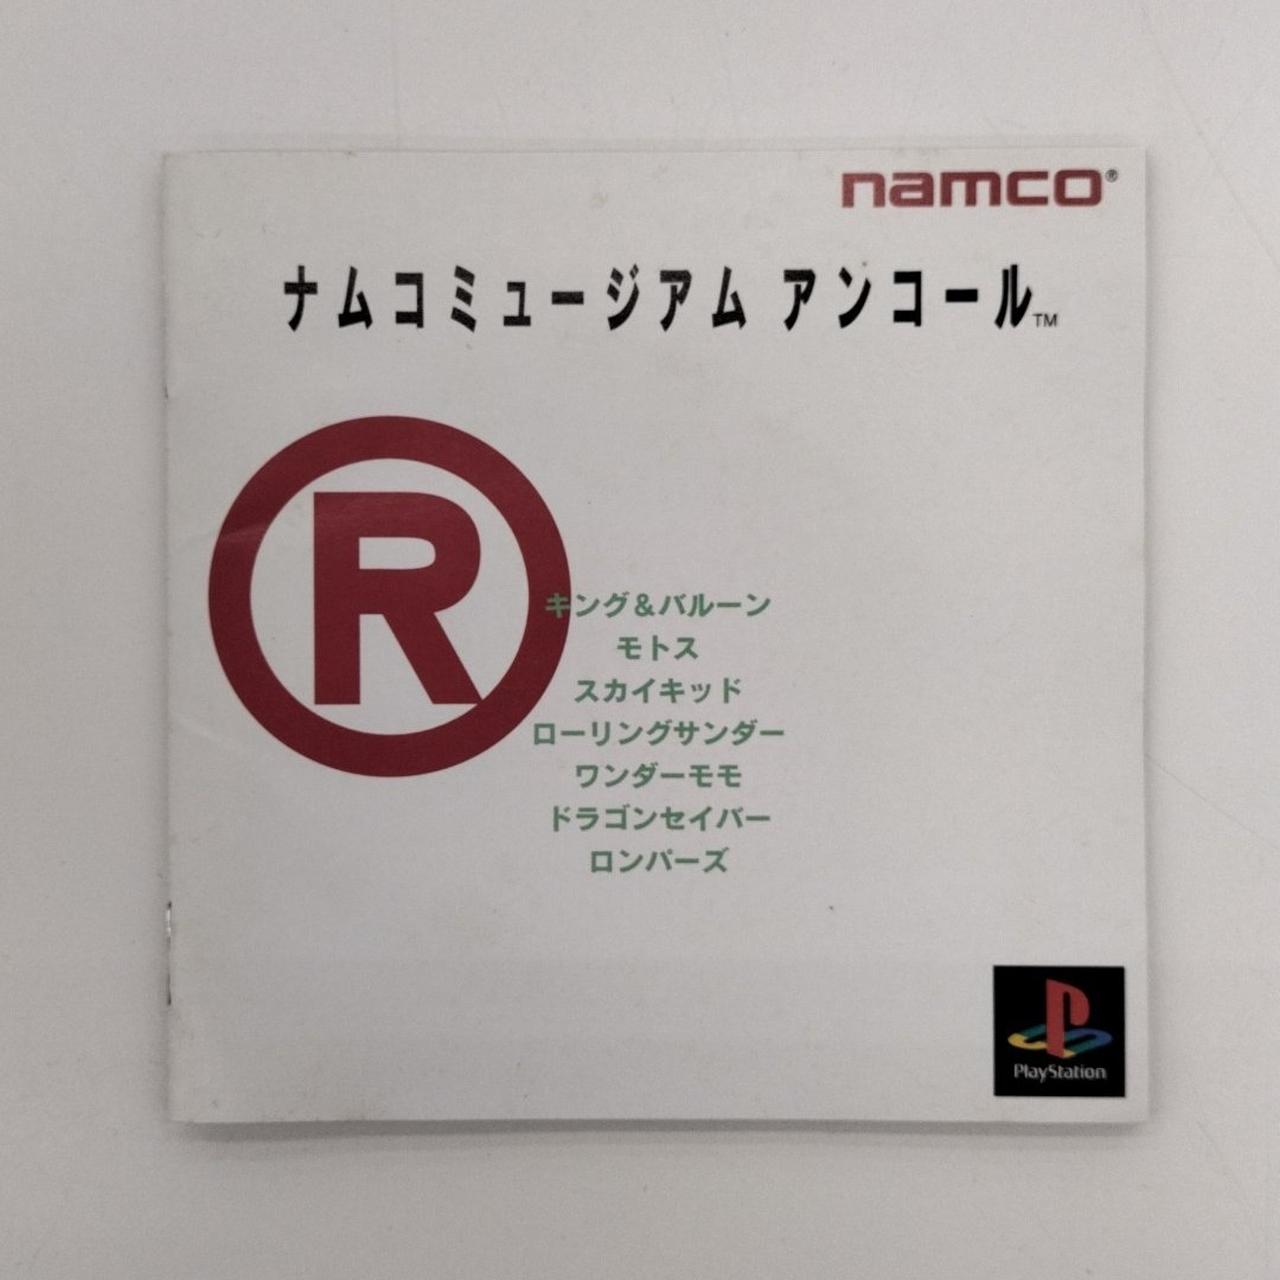 namco®
ナムコミュージアム アンコール™
R
キング&バルーン
モトス
スカイキッド
ローリングサンダー
ワンダーモモ
ドラゴンセイバー
ロンパーズ
PlayStation